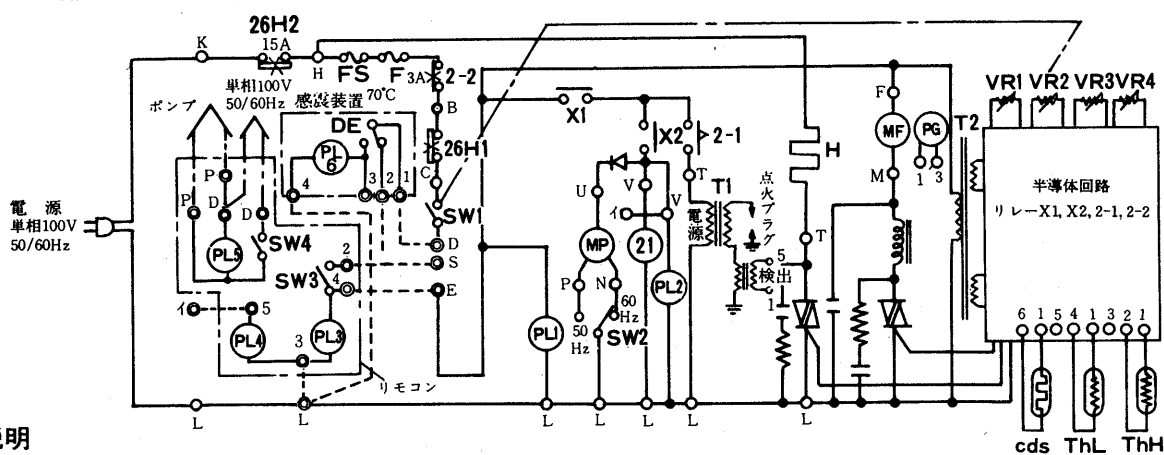 26H2
K
15A
H
FS
F
3A
2-2
単相100V
50/60Hz
感震装置
70℃
ポンプ
B
DE
PL
6
26H1
C
4
3
2
1
P
P
D
D
PL5
SW4
SW1
D
2
S
SW3
4
E
イ
5
PL4
PL3
3
リモコン
電源
単相100V
50/60Hz
L
L
X1
X2
2-1
T
U
V
V
イ
MP
21
PL2
P
N
60
Hz
50
Hz
SW2
PL1
電源
T1
点火プラグ
5
検出
1
H
T
L
L
L
L
L
F
MF
M
PG
1
3
T2
VR1
VR2
VR3
VR4
半導体回路
リレーX1, X2, 2-1, 2-2
6
1
5
4
1
3
2
1
cds
ThL
ThH
明